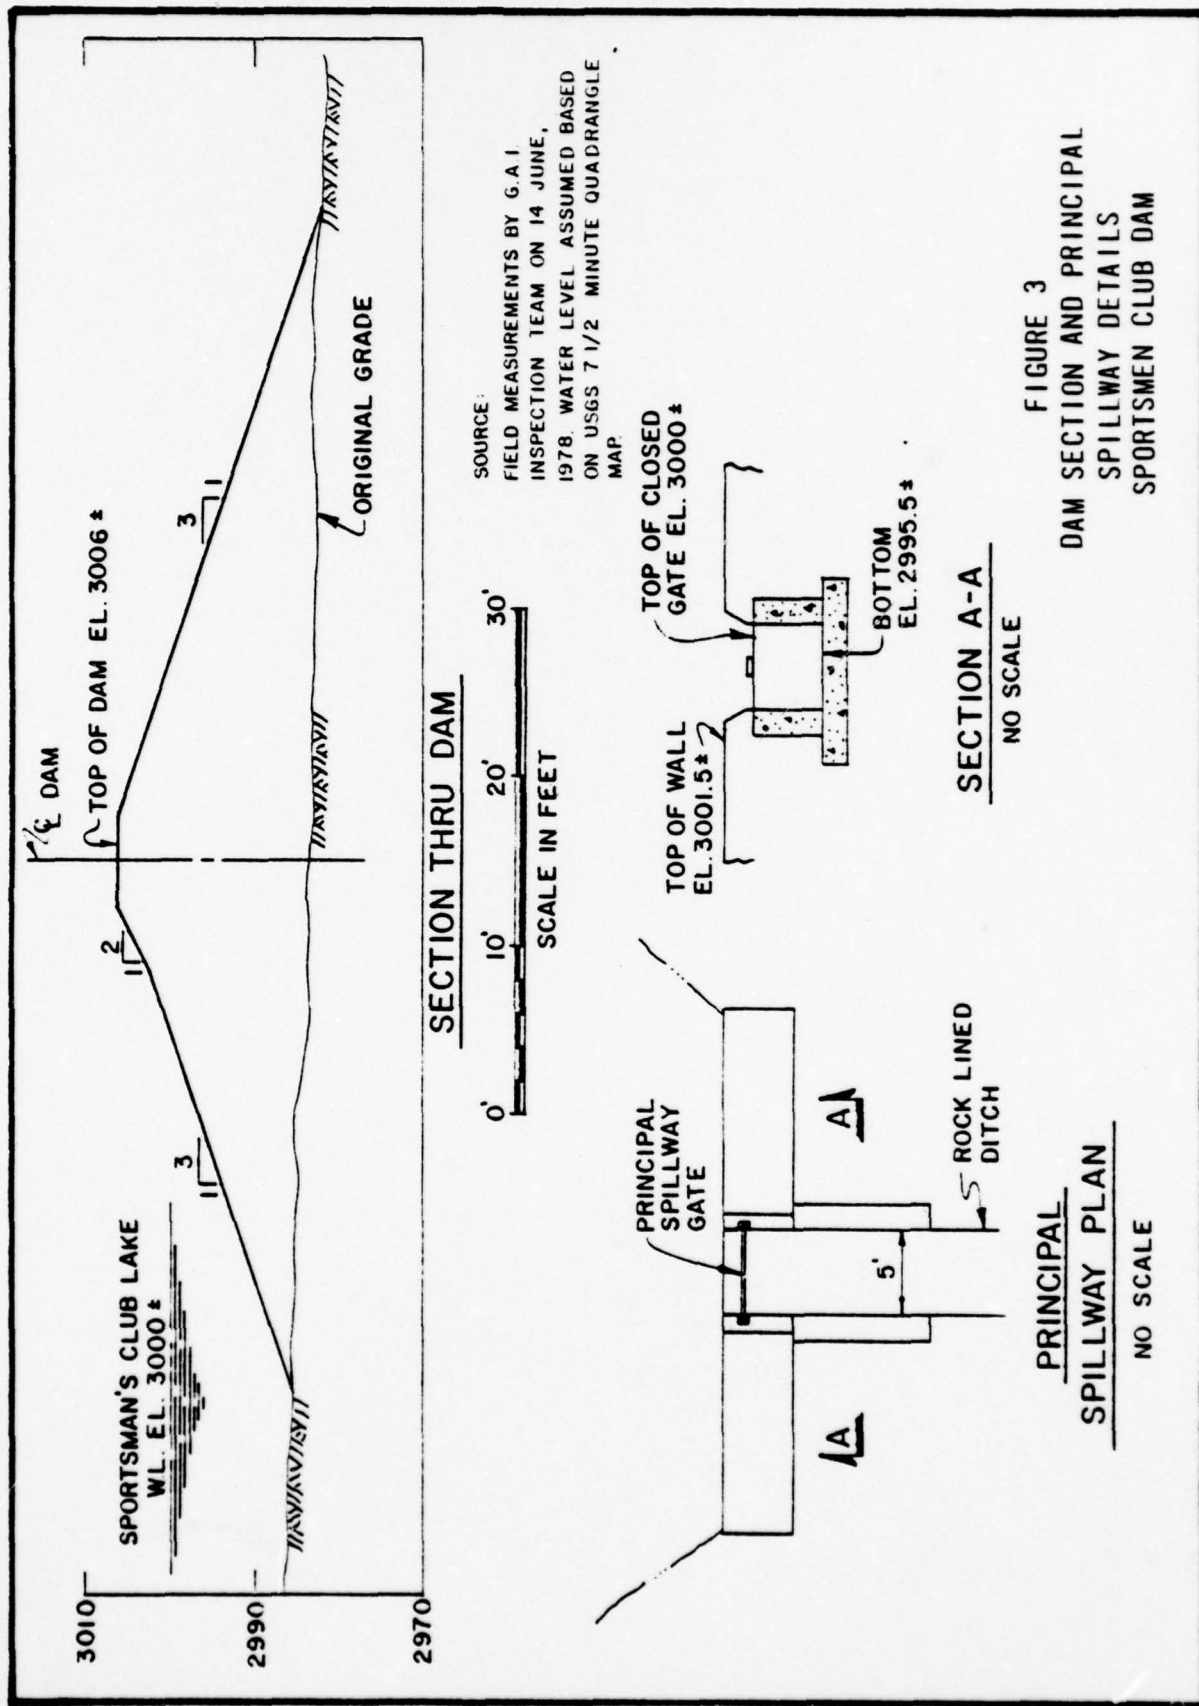 SPORTSMAN'S CLUB LAKE
W.L. EL. 3000±
℄ DAM
TOP OF DAM EL. 3006±
3010
2990
2970
1
3
1
2
3
1
ORIGINAL GRADE
SECTION THRU DAM
0'
10'
20'
30'
SCALE IN FEET
SOURCE:
FIELD MEASUREMENTS BY G.A.I.
INSPECTION TEAM ON 14 JUNE,
1978. WATER LEVEL ASSUMED BASED
ON USGS 7 1/2 MINUTE QUADRANGLE
MAP.
PRINCIPAL
SPILLWAY
GATE
A
A
5'
ROCK LINED
DITCH
PRINCIPAL
SPILLWAY PLAN
NO SCALE
TOP OF WALL
EL. 3001.5±
TOP OF CLOSED
GATE EL. 3000±
BOTTOM
EL. 2995.5±
SECTION A-A
NO SCALE
FIGURE 3
DAM SECTION AND PRINCIPAL
SPILLWAY DETAILS
SPORTSMEN CLUB DAM